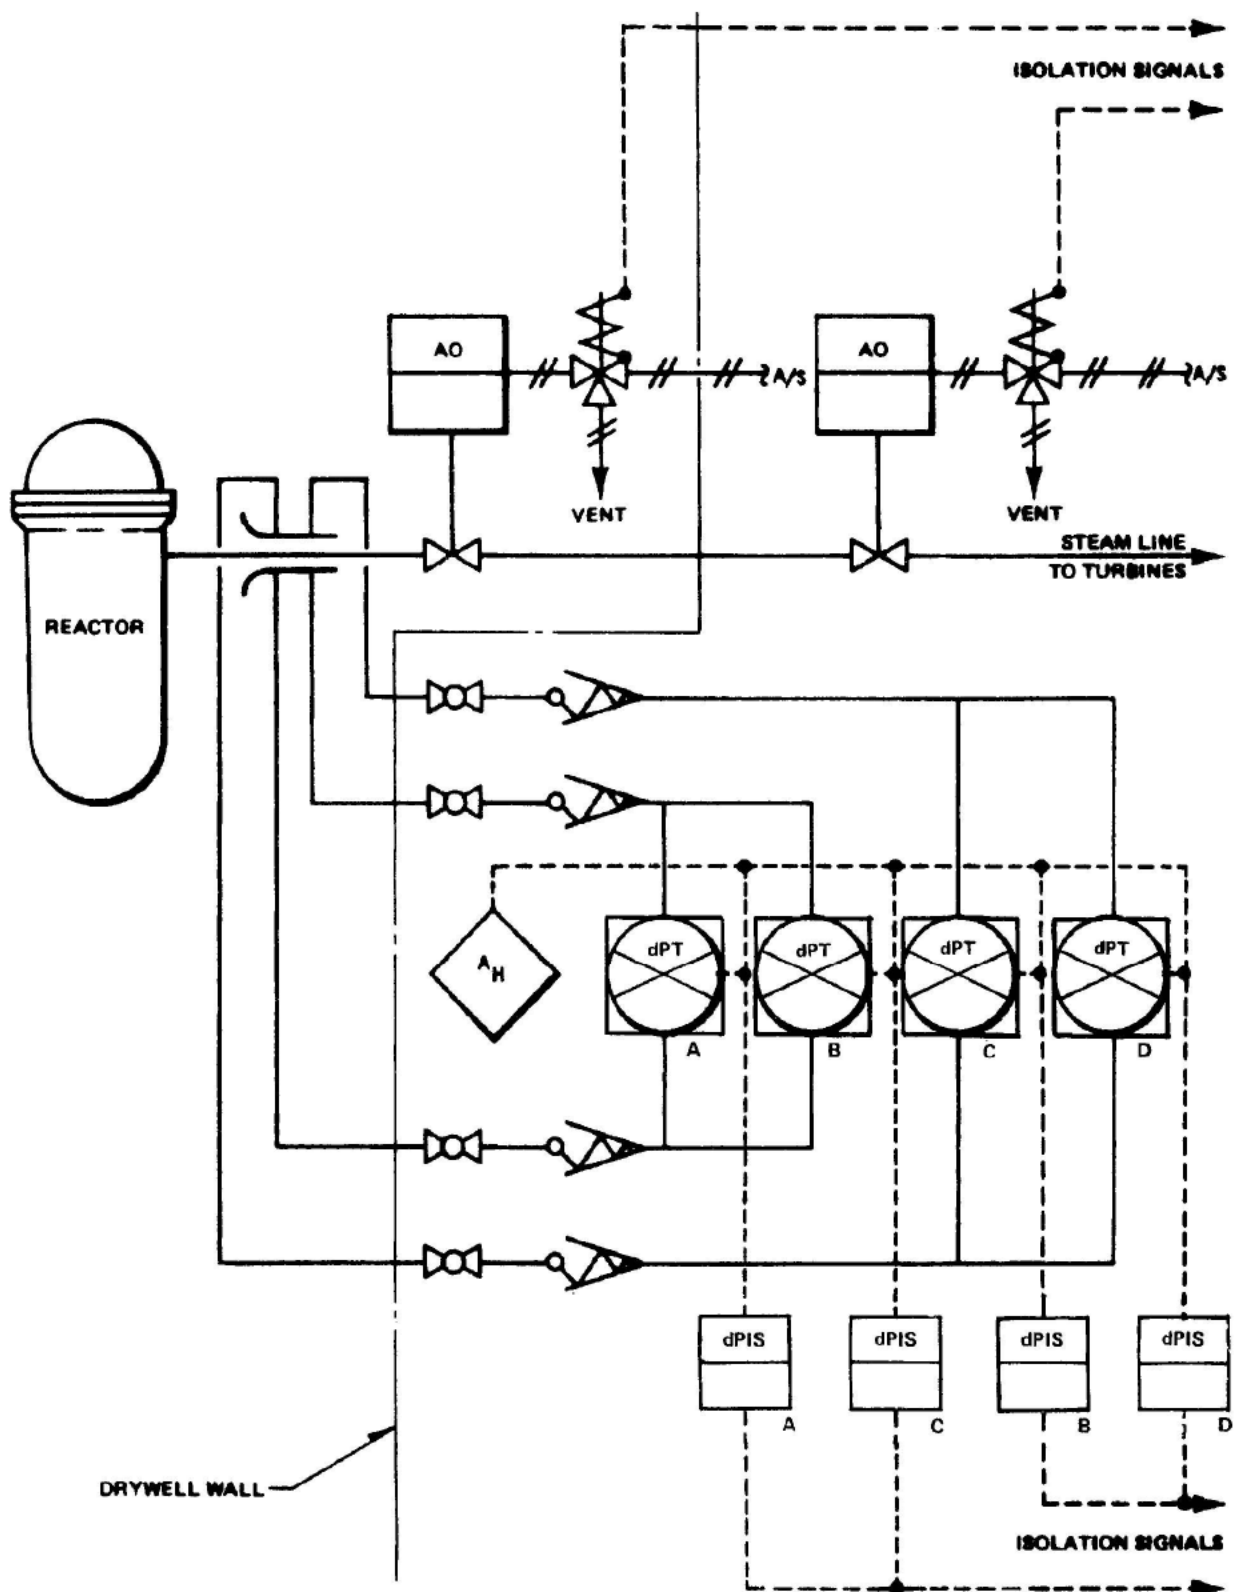 ISOLATION SIGNALS
AO
A/S
AO
A/S
VENT
VENT
STEAM LINE
TO TURBINES
REACTOR
AH
dPT
dPT
dPT
dPT
A
B
C
D
dPIS
dPIS
dPIS
dPIS
A
C
B
D
DRYWELL WALL
ISOLATION SIGNALS